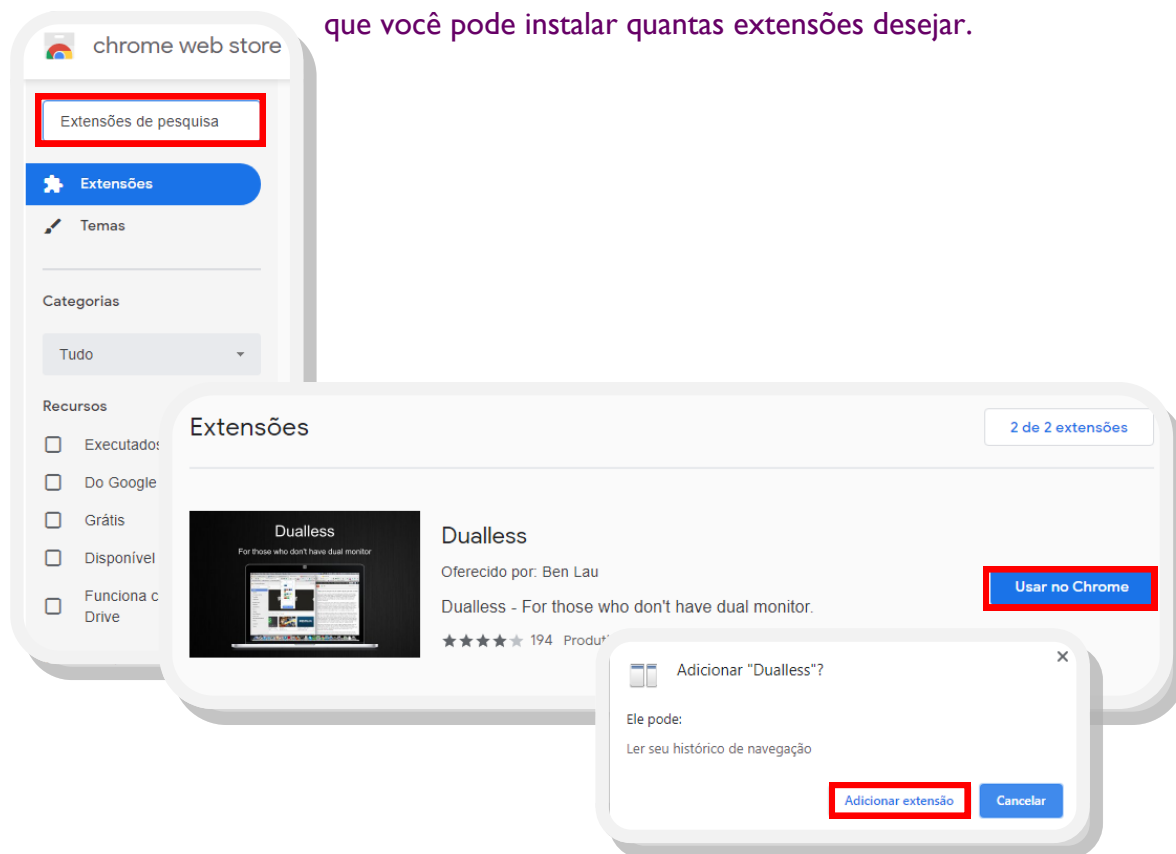 que você pode instalar quantas extensões desejar.
chrome web store
Extensões de pesquisa
Extensões
Temas
Categorias
Tudo
Recursos
Executados
Do Google
Grátis
Disponível
Funciona c
Drive
Extensões
2 de 2 extensões
Dualless
For those who don't have dual monitor
Dualless
Oferecido por: Ben Lau
Dualless - For those who don't have dual monitor.
194 Produti
Usar no Chrome
Adicionar "Dualless"?
Ele pode:
Ler seu histórico de navegação
Adicionar extensão
Cancelar